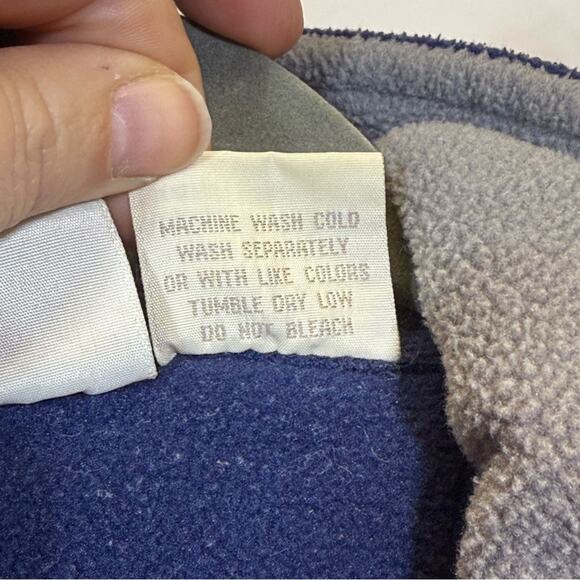 MACHINE WASH COLD
WASH SEPARATELY
OR WITH LIKE COLORS
TUMBLE DRY LOW
DO NOT BLEACH